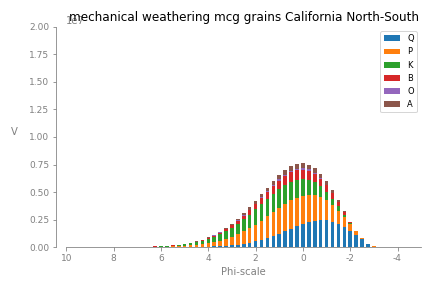 mechanical weathering mcg grains California North-South
1e7
2.00
1.75
1.50
1.25
1.00
0.75
0.50
0.25
0.00
V
Q
P
K
B
O
A
10 8 6 4 2 0 -2 -4
Phi-scale